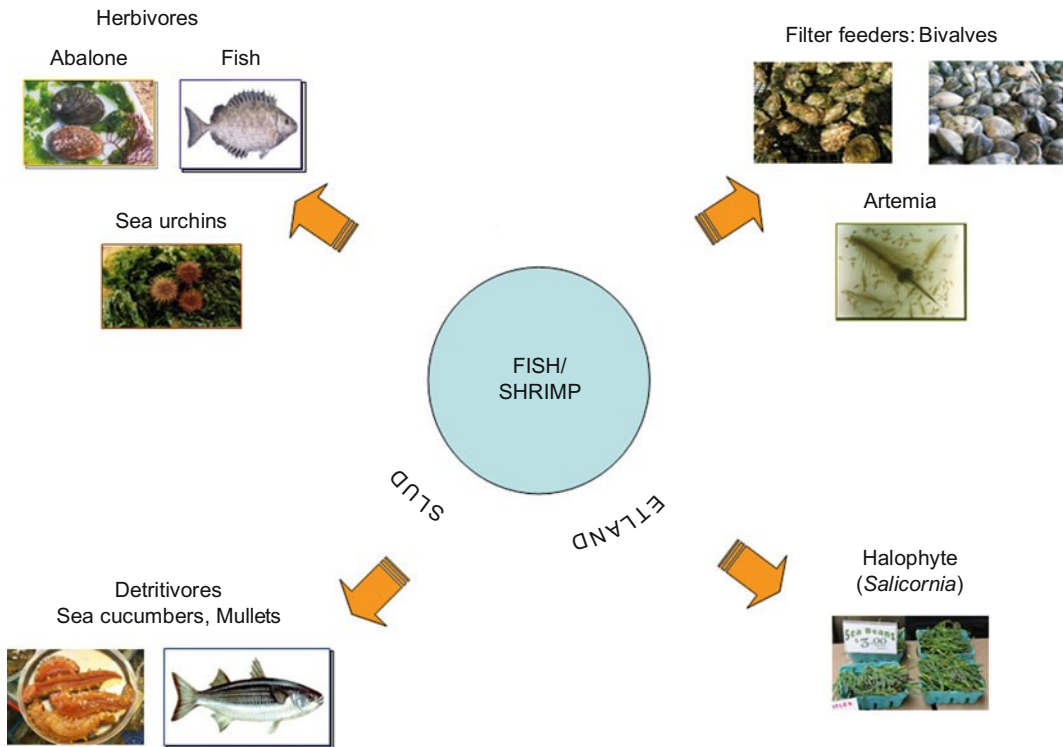 Herbivores
Abalone Fish
Sea urchins
Filter feeders: Bivalves
Artemia
FISH/
SHRIMP
SLUD
ETLAND
Detritivores
Sea cucumbers, Mullets
Halophyte
(Salicornia)
Sea Beans
$3.00
PLES